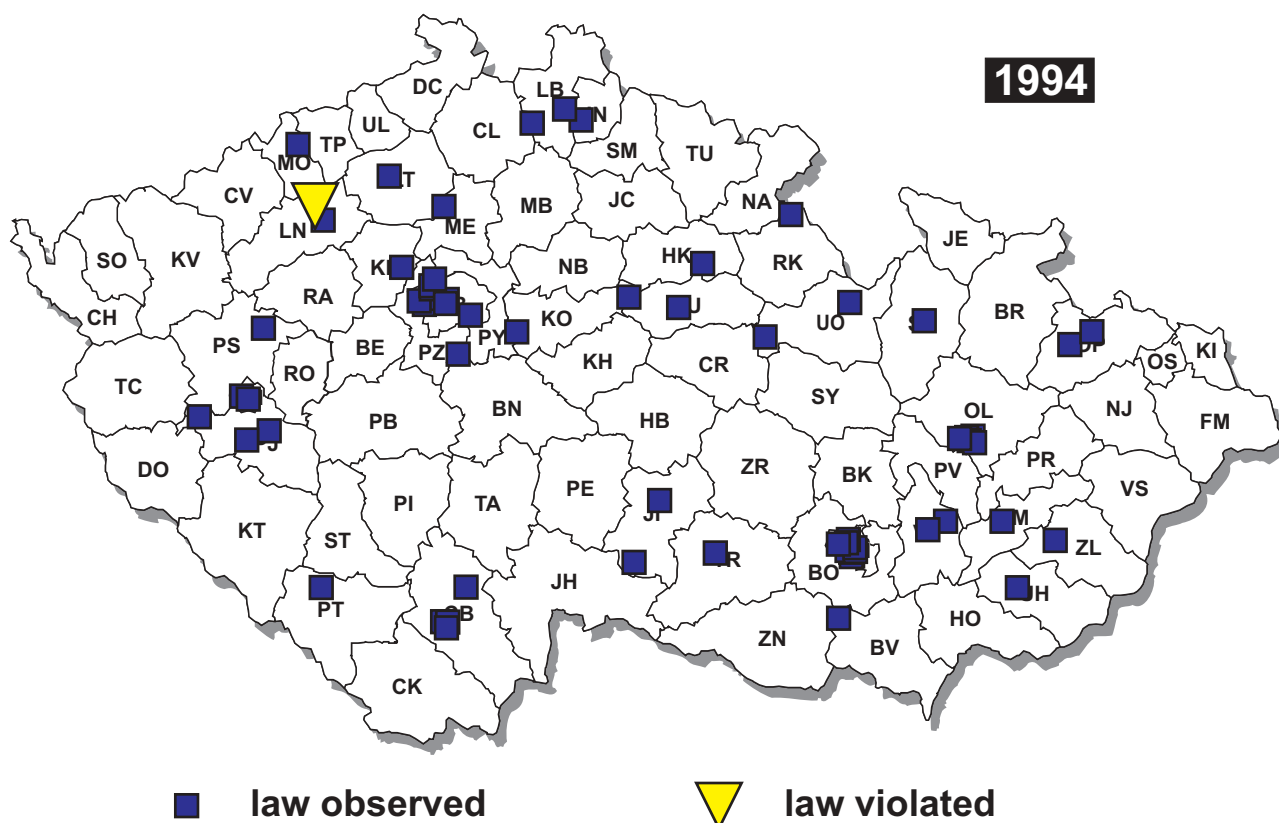 1994
DC
LB
UL
CL
TP
MO
SM
TU
CV
MB
JC
NA
LN
ME
JE
SO
KV
NB
HK
RK
RA
BR
CH
KO
UO
PS
PY
BE
PZ
KH
CR
KI
OS
TC
RO
SY
BN
PB
HB
OL
NJ
FM
DO
ZR
BK
PV
PR
VS
PI
TA
PE
KT
ST
ZL
JH
BO
PT
HO
ZN
BV
CK
law observed
law violated